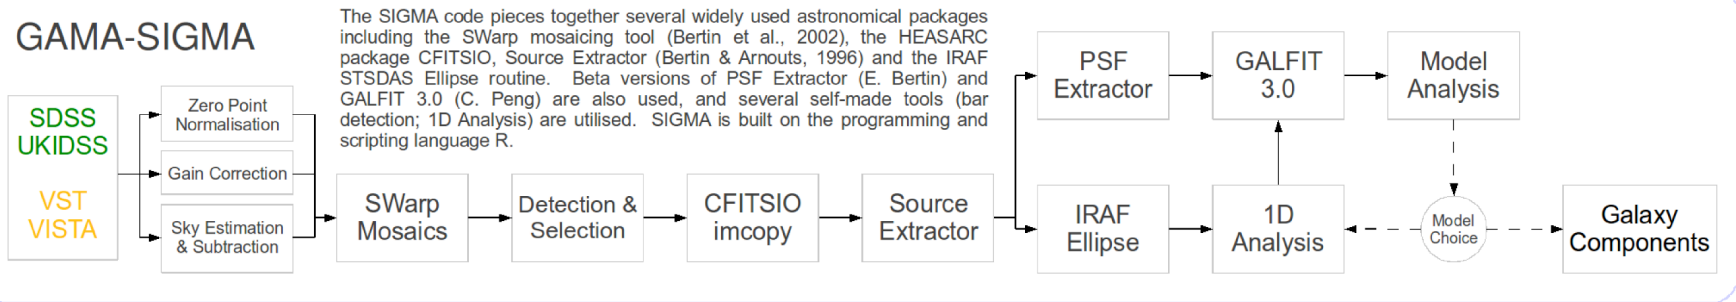 GAMA-SIGMA
The SIGMA code pieces together several widely used astronomical packages
including the SWarp mosaicing tool (Bertin et al., 2002), the HEASARC
package CFITSIO, Source Extractor (Bertin & Arnouts, 1996) and the IRAF
STSDAS Ellipse routine. Beta versions of PSF Extractor (E. Bertin) and
GALFIT 3.0 (C. Peng) are also used, and several self-made tools (bar
detection; 1D Analysis) are utilised. SIGMA is built on the programming and
scripting language R.
SDSS
UKIDSS
VST
VISTA
Zero Point
Normalisation
Gain Correction
Sky Estimation
& Subtraction
SWarp
Mosaics
Detection &
Selection
CFITSIO
imcopy
Source
Extractor
PSF
Extractor
GALFIT
3.0
Model
Analysis
IRAF
Ellipse
1D
Analysis
Model
Choice
Galaxy
Components